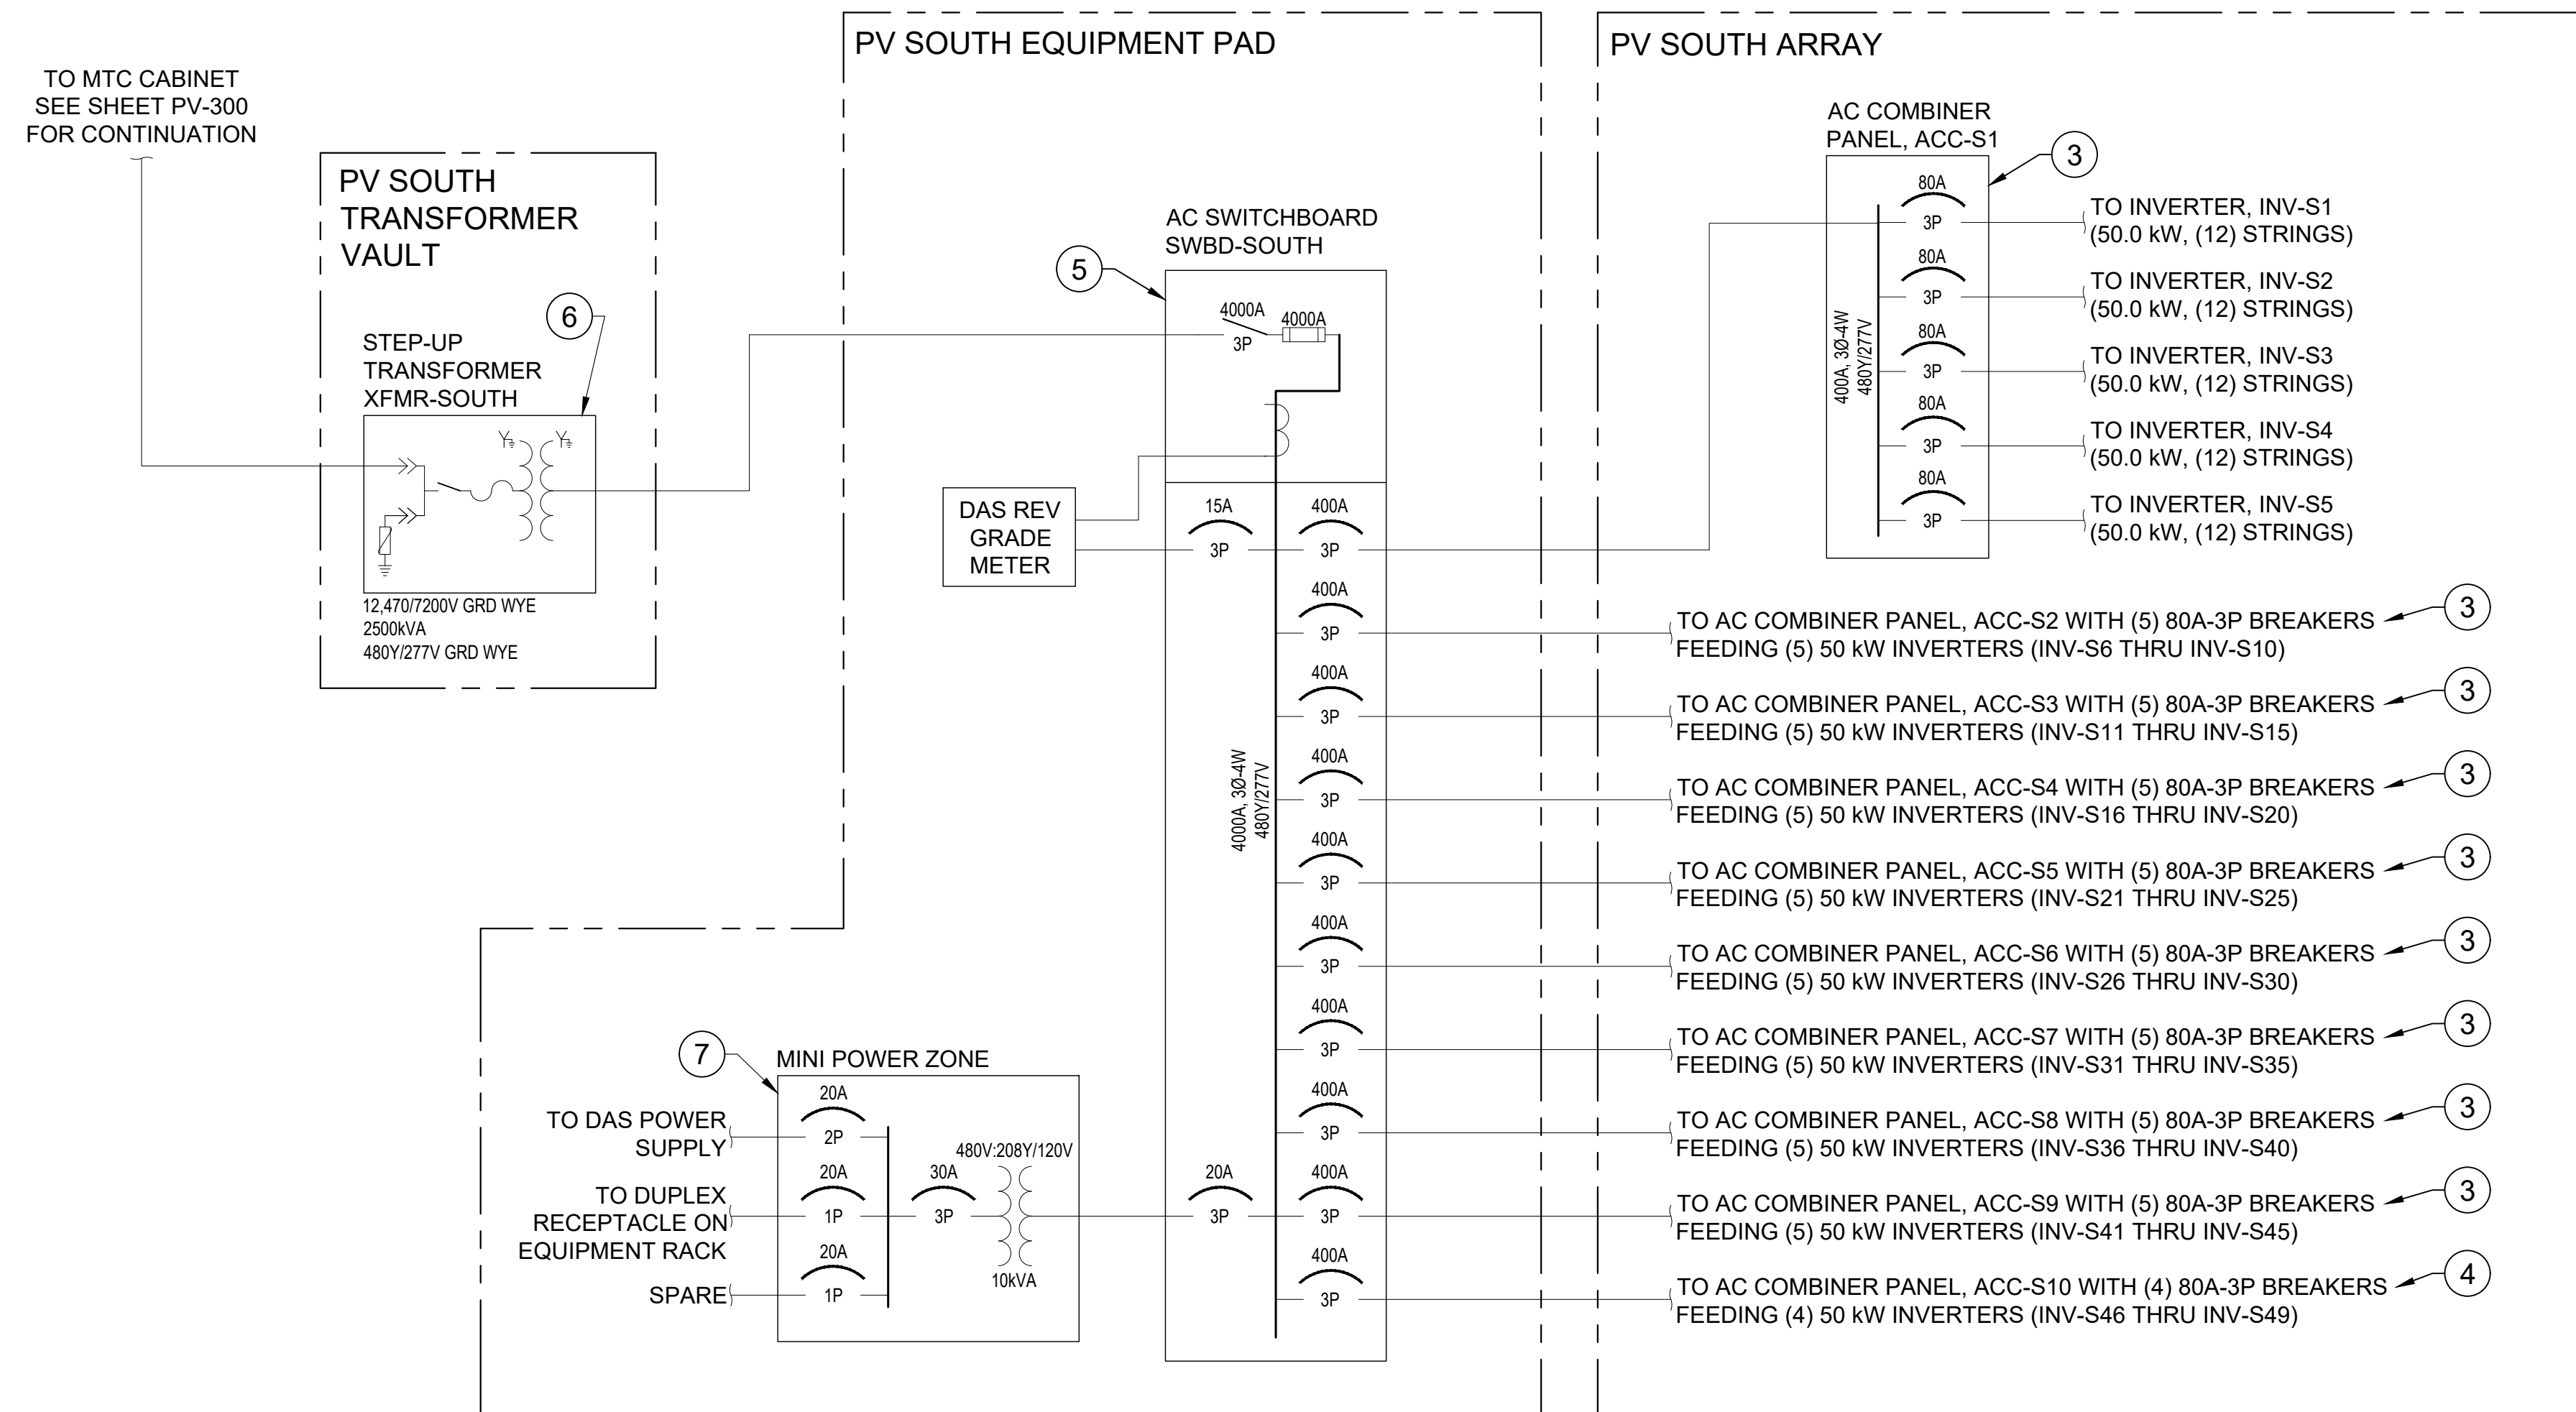 TO MTC CABINET
SEE SHEET PV-300
FOR CONTINUATION
PV SOUTH
TRANSFORMER
VAULT
6
STEP-UP
TRANSFORMER
XFMR-SOUTH
12,470/7200V GRD WYE
2500kVA
480Y/277V GRD WYE
PV SOUTH EQUIPMENT PAD
AC SWITCHBOARD
SWBD-SOUTH
5
4000A
4000A
3P
DAS REV
GRADE
METER
15A
3P
400A
3P
400A
3P
400A
3P
4000A, 3Ø-4W
480Y/277V
400A
3P
400A
3P
400A
3P
400A
3P
400A
3P
20A
3P
400A
3P
400A
3P
7
MINI POWER ZONE
20A
TO DAS POWER
SUPPLY
2P
480V:208Y/120V
20A
30A
TO DUPLEX
RECEPTACLE ON
EQUIPMENT RACK
1P
3P
20A
10kVA
SPARE
1P
PV SOUTH ARRAY
AC COMBINER
PANEL, ACC-S1
3
400A, 3Ø-4W
480Y/277V
80A
3P
TO INVERTER, INV-S1
(50.0 kW, (12) STRINGS)
80A
3P
TO INVERTER, INV-S2
(50.0 kW, (12) STRINGS)
80A
3P
TO INVERTER, INV-S3
(50.0 kW, (12) STRINGS)
80A
3P
TO INVERTER, INV-S4
(50.0 kW, (12) STRINGS)
80A
3P
TO INVERTER, INV-S5
(50.0 kW, (12) STRINGS)
3
TO AC COMBINER PANEL, ACC-S2 WITH (5) 80A-3P BREAKERS
FEEDING (5) 50 kW INVERTERS (INV-S6 THRU INV-S10)
3
TO AC COMBINER PANEL, ACC-S3 WITH (5) 80A-3P BREAKERS
FEEDING (5) 50 kW INVERTERS (INV-S11 THRU INV-S15)
3
TO AC COMBINER PANEL, ACC-S4 WITH (5) 80A-3P BREAKERS
FEEDING (5) 50 kW INVERTERS (INV-S16 THRU INV-S20)
3
TO AC COMBINER PANEL, ACC-S5 WITH (5) 80A-3P BREAKERS
FEEDING (5) 50 kW INVERTERS (INV-S21 THRU INV-S25)
3
TO AC COMBINER PANEL, ACC-S6 WITH (5) 80A-3P BREAKERS
FEEDING (5) 50 kW INVERTERS (INV-S26 THRU INV-S30)
3
TO AC COMBINER PANEL, ACC-S7 WITH (5) 80A-3P BREAKERS
FEEDING (5) 50 kW INVERTERS (INV-S31 THRU INV-S35)
3
TO AC COMBINER PANEL, ACC-S8 WITH (5) 80A-3P BREAKERS
FEEDING (5) 50 kW INVERTERS (INV-S36 THRU INV-S40)
3
TO AC COMBINER PANEL, ACC-S9 WITH (5) 80A-3P BREAKERS
FEEDING (5) 50 kW INVERTERS (INV-S41 THRU INV-S45)
4
TO AC COMBINER PANEL, ACC-S10 WITH (4) 80A-3P BREAKERS
FEEDING (4) 50 kW INVERTERS (INV-S46 THRU INV-S49)